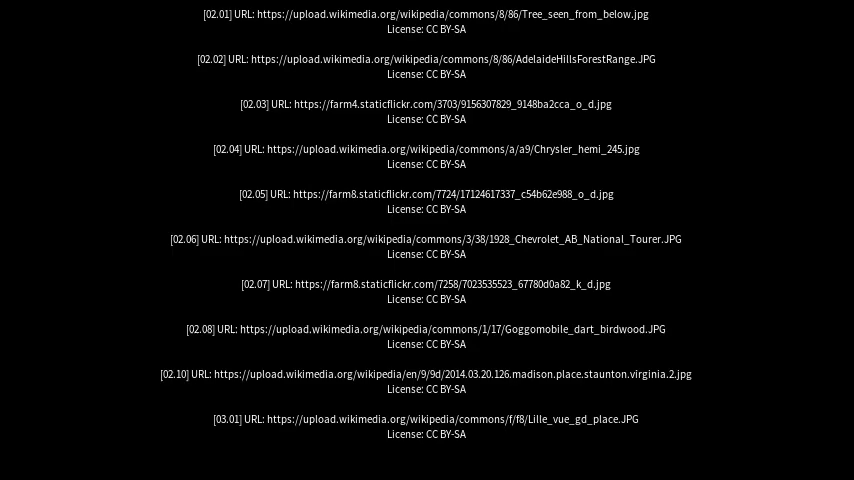 [02.01] URL: https://upload.wikimedia.org/wikipedia/commons/8/86/Tree_seen_from_below.jpg
License: CC BY-SA
[02.02] URL: https://upload.wikimedia.org/wikipedia/commons/8/86/AdelaideHillsForestRange.JPG
License: CC BY-SA
[02.03] URL: https://farm4.staticflickr.com/3703/9156307829_9148ba2cca_o_d.jpg
License: CC BY-SA
[02.04] URL: https://upload.wikimedia.org/wikipedia/commons/a/a9/Chrysler_hemi_245.jpg
License: CC BY-SA
[02.05] URL: https://farm8.staticflickr.com/7724/17124617337_c54b62e988_o_d.jpg
License: CC BY-SA
[02.06] URL: https://upload.wikimedia.org/wikipedia/commons/3/38/1928_Chevrolet_AB_National_Tourer.JPG
License: CC BY-SA
[02.07] URL: https://farm8.staticflickr.com/7258/7023535523_67780d0a82_k_d.jpg
License: CC BY-SA
[02.08] URL: https://upload.wikimedia.org/wikipedia/commons/1/17/Goggomobile_dart_birdwood.JPG
License: CC BY-SA
[02.10] URL: https://upload.wikimedia.org/wikipedia/en/9/9d/2014.03.20.126.madison.place.staunton.virginia.2.jpg
License: CC BY-SA
[03.01] URL: https://upload.wikimedia.org/wikipedia/commons/f/f8/Lille_vue_gd_place.JPG
License: CC BY-SA